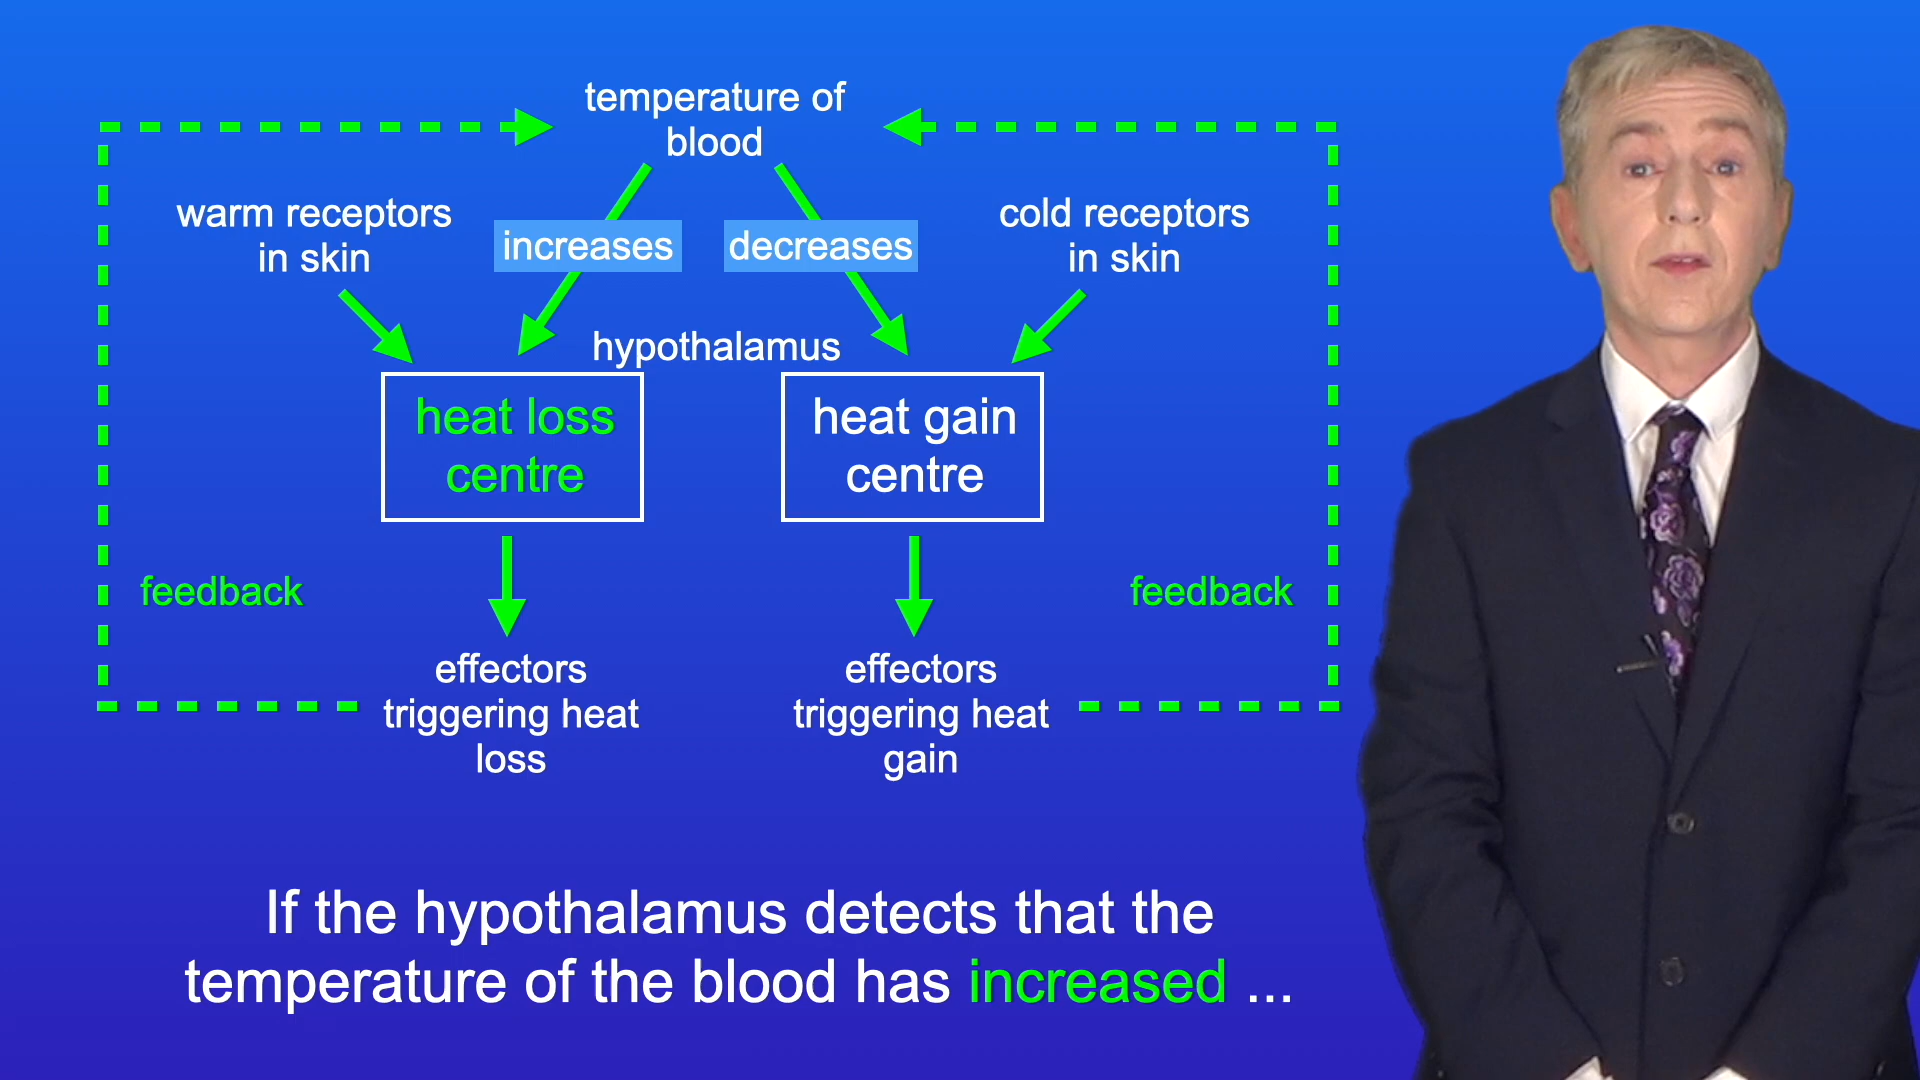 temperature of
blood
warm receptors
in skin
increases
decreases
cold receptors
in skin
hypothalamus
heat loss
centre
heat gain
centre
feedback
feedback
effectors
triggering heat
loss
effectors
triggering heat
gain
If the hypothalamus detects that the
temperature of the blood has increased ...